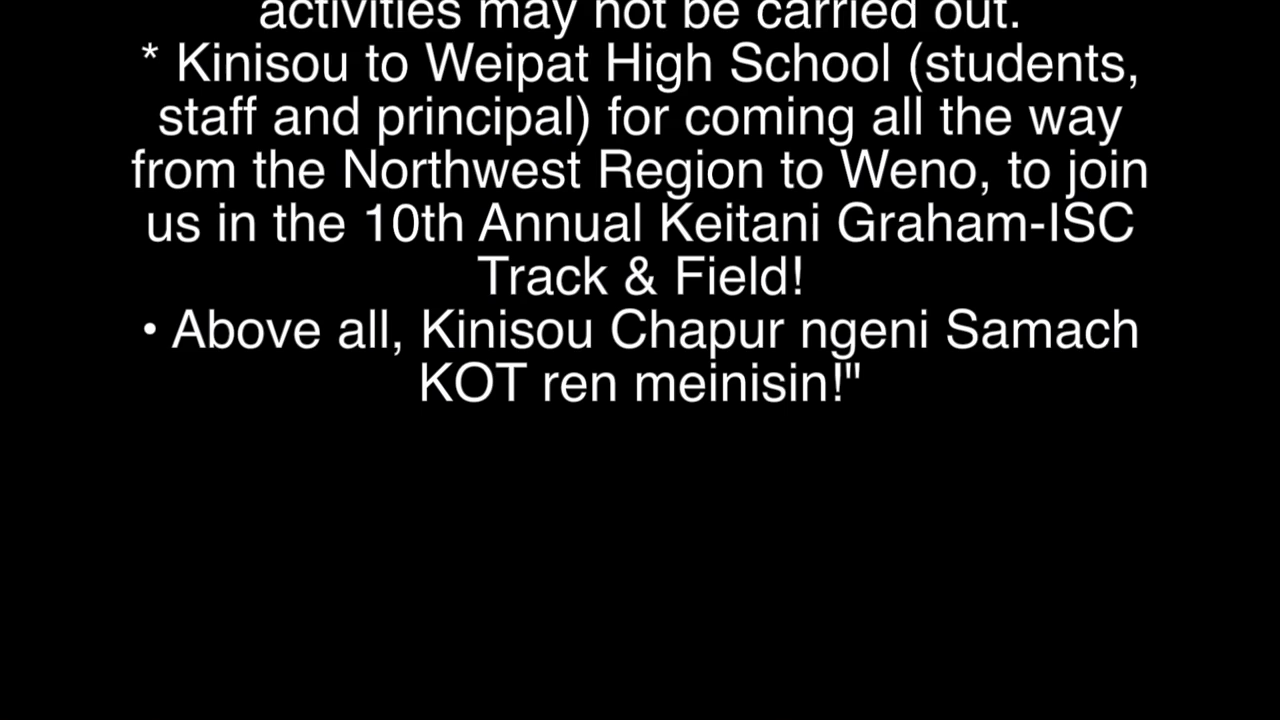 activities may not be carried out.
* Kinisou to Weipat High School (students,
staff and principal) for coming all the way
from the Northwest Region to Weno, to join
us in the 10th Annual Keitani Graham-ISC
Track & Field!
• Above all, Kinisou Chapur ngeni Samach
KOT ren meinisin!"